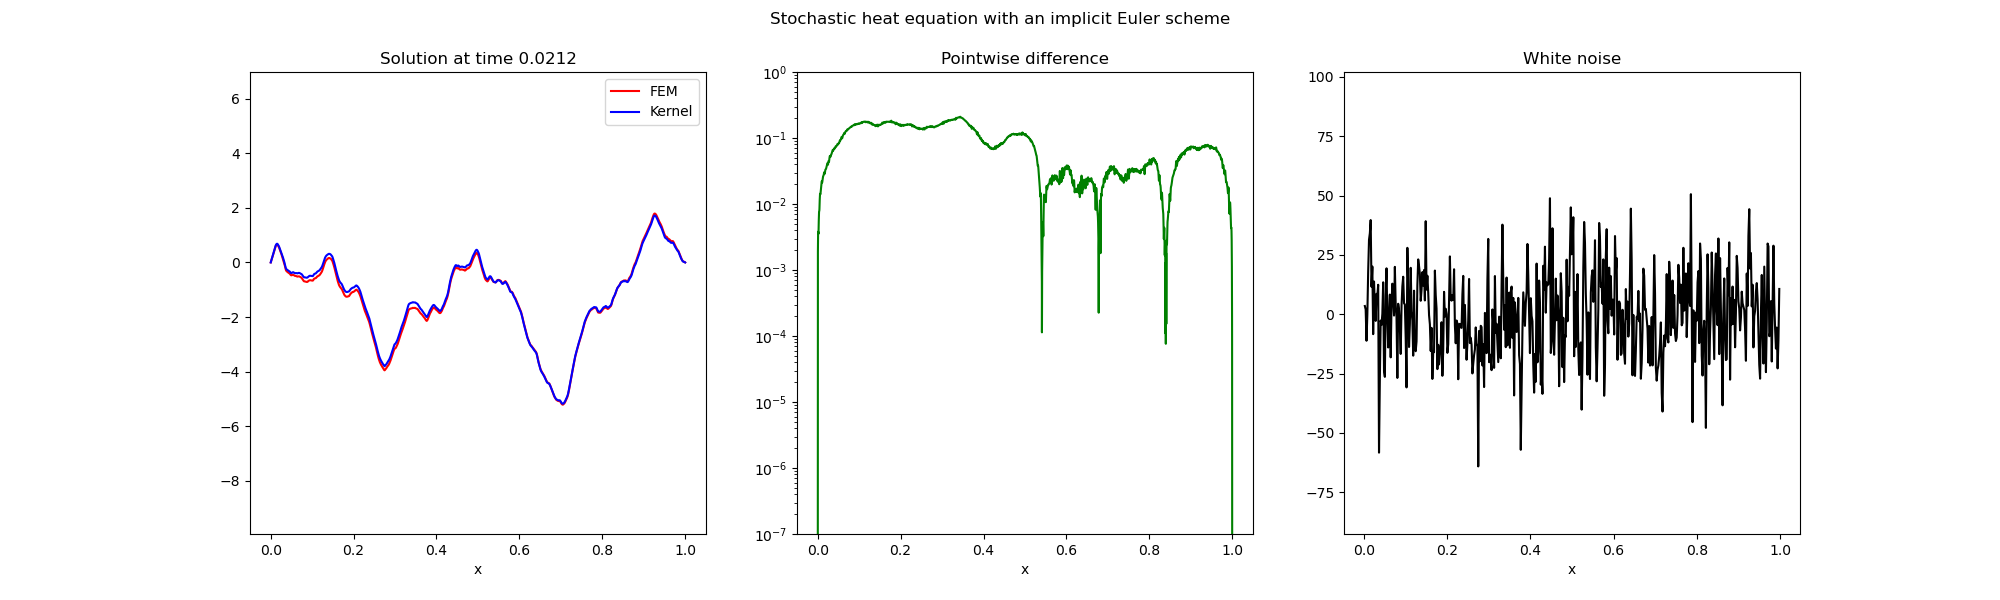 Stochastic heat equation with an implicit Euler scheme
Solution at time 0.0212
6
4
2
0
−2
−4
−6
−8
FEM
Kernel
0.0 0.2 0.4 0.6 0.8 1.0
x
Pointwise difference
10⁰
10⁻¹
10⁻²
10⁻³
10⁻⁴
10⁻⁵
10⁻⁶
10⁻⁷
0.0 0.2 0.4 0.6 0.8 1.0
x
White noise
100
75
50
25
0
−25
−50
−75
0.0 0.2 0.4 0.6 0.8 1.0
x